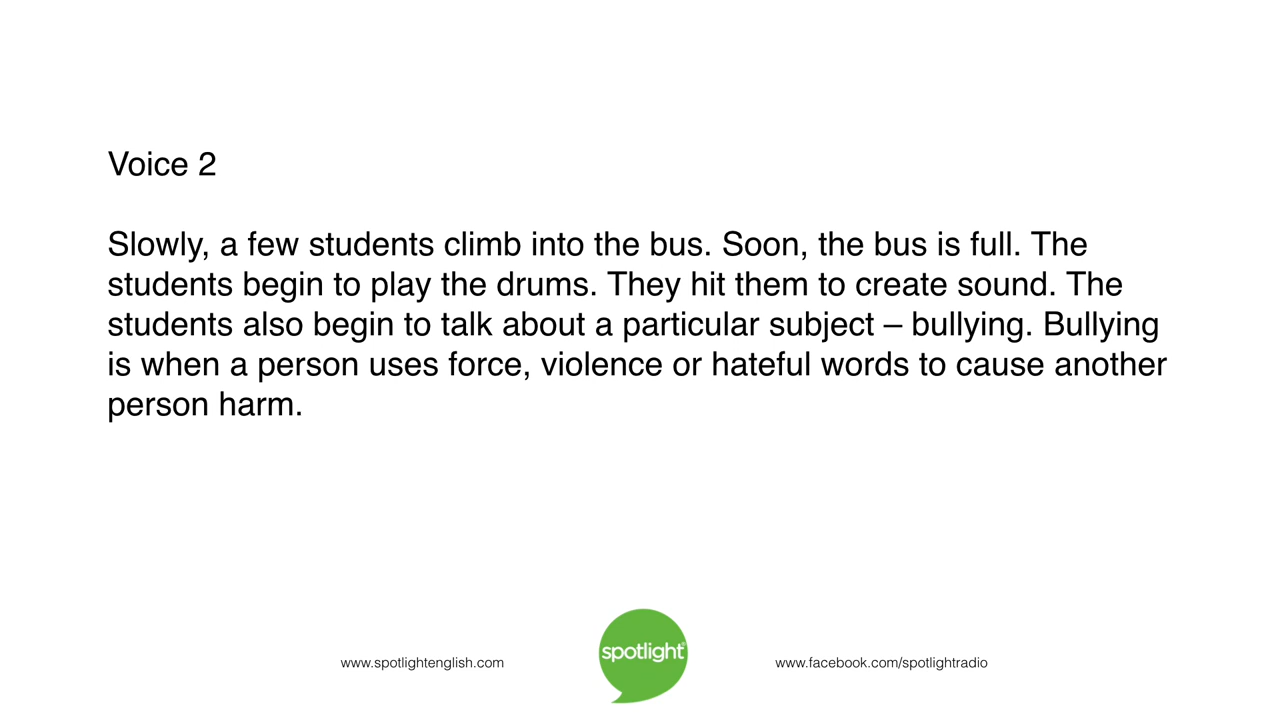 Voice 2
Slowly, a few students climb into the bus. Soon, the bus is full. The
students begin to play the drums. They hit them to create sound. The
students also begin to talk about a particular subject – bullying. Bullying
is when a person uses force, violence or hateful words to cause another
person harm.
www.spotlightenglish.com
spotlight®
www.facebook.com/spotlightradio